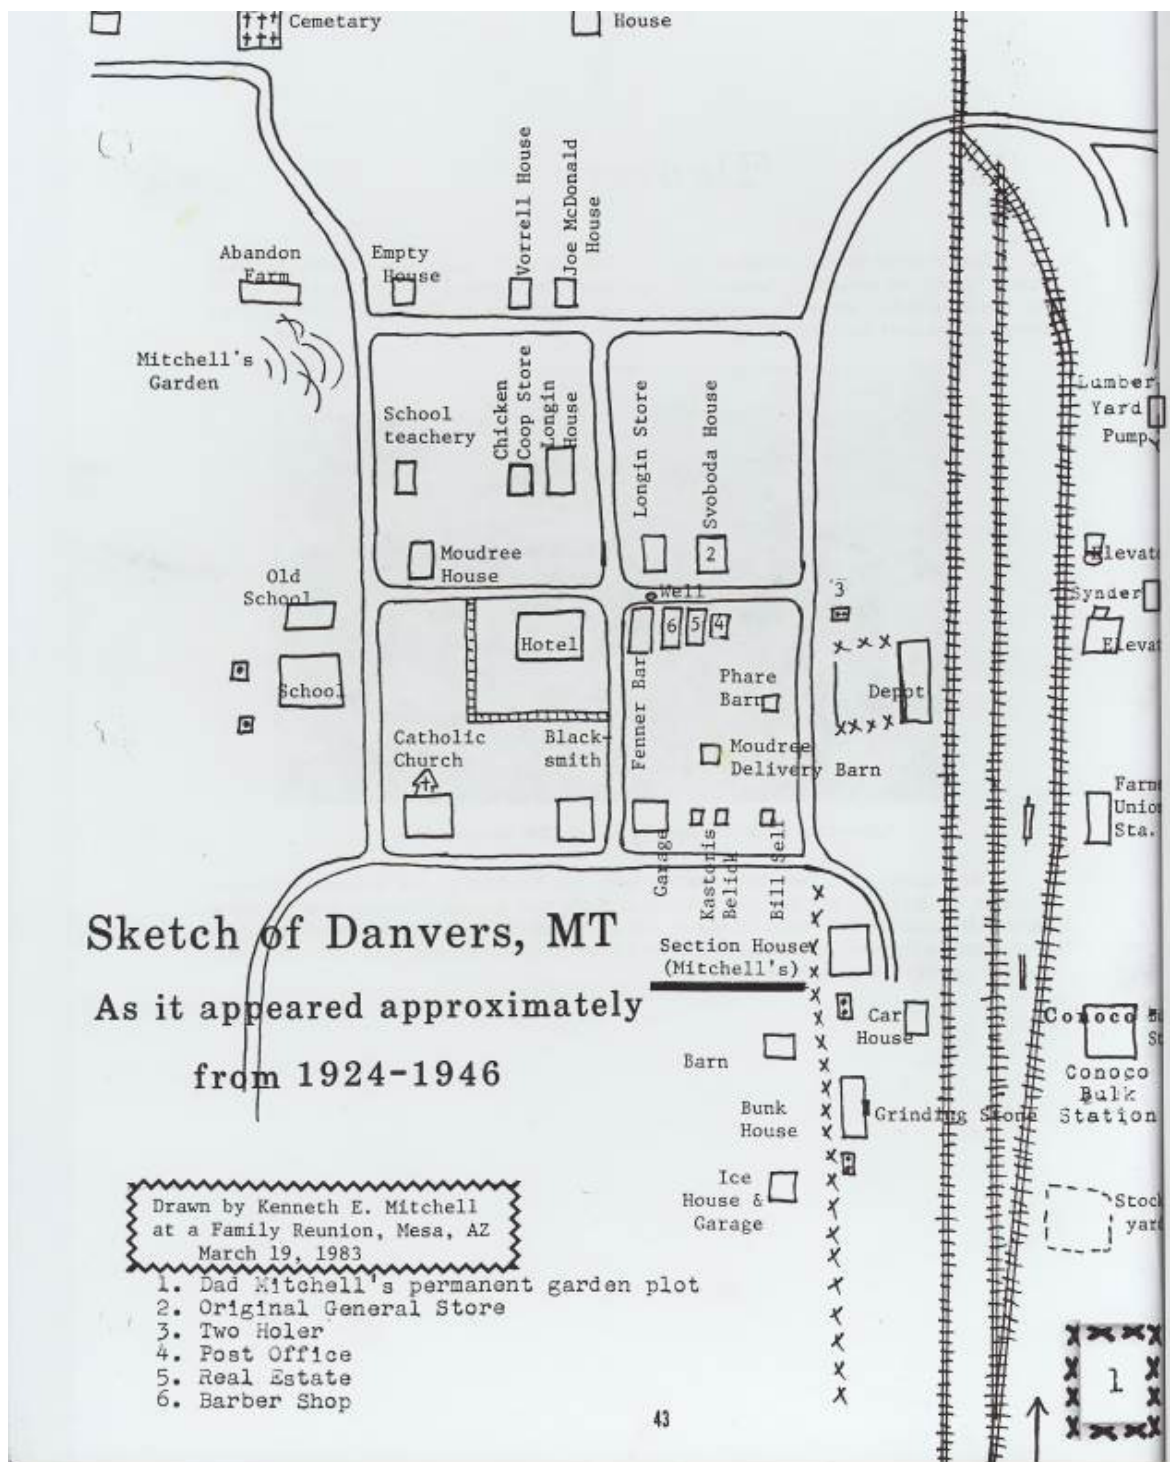 Cemetary
House
Vorrell House
Joe McDonald
House
Abandon
Farm
Empty
House
Mitchell's
Garden
School
teachery
Chicken
Coop Store
Longin
House
Longin Store
Svoboda House
2
Lumber
Yard
Pump
Moudree
House
Old
School
School
Well
Hotel
Fenner Bar
6
5
4
3
Phare
Barn
Depot
Synder
Moudree
Delivery Barn
Catholic
Church
Black-
smith
Garage
Kastonis
Belick
Bill Self
Sta.
Sketch of Danvers, MT
As it appeared approximately
from 1924-1946
Section House
(Mitchell's)
Car
House
Barn
Conoco
Conoco
Bulk
Station
Bunk
House
Grinding Stone
Ice
House &
Garage
Drawn by Kenneth E. Mitchell
at a Family Reunion, Mesa, AZ
March 19, 1983
1. Dad Mitchell's permanent garden plot
2. Original General Store
3. Two Holer
4. Post Office
5. Real Estate
6. Barber Shop
1
43